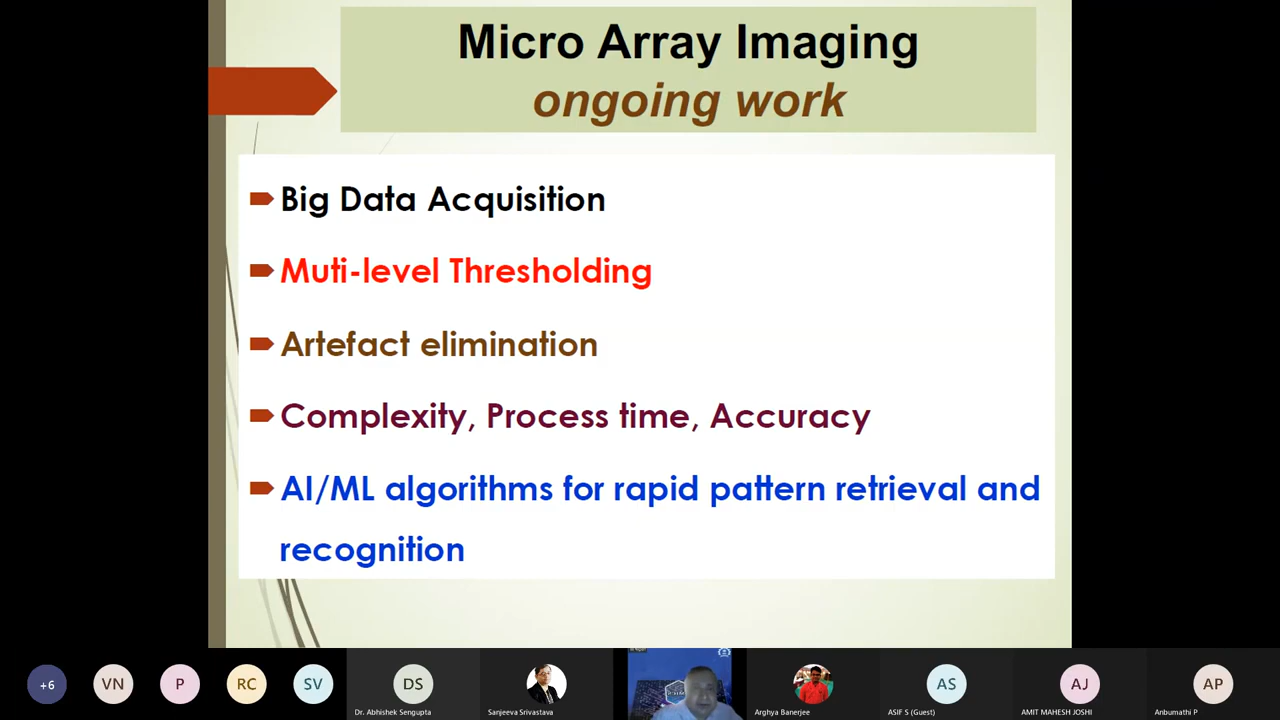 Micro Array Imaging
ongoing work
Big Data Acquisition
Muti-level Thresholding
Artefact elimination
Complexity, Process time, Accuracy
AI/ML algorithms for rapid pattern retrieval and
recognition
+6
VN
P
RC
SV
DS
AS
AJ
AP
Dr. Abhishek Sengupta
Sanjeeva Srivastava
Arghya Banerjee
ASIF S (Guest)
AMIT MAHESH JOSHI
Anbumathi P